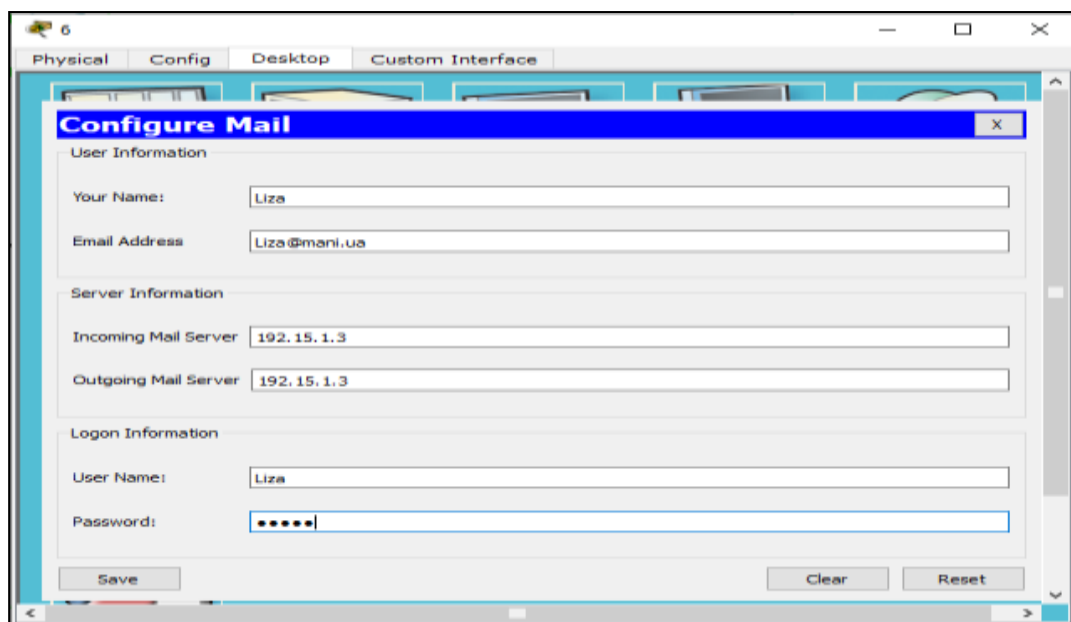 6
Physical Config Desktop Custom Interface
Configure Mail X
User Information
Your Name: Liza
Email Address Liza@mani.ua
Server Information
Incoming Mail Server 192.15.1.3
Outgoing Mail Server 192.15.1.3
Logon Information
User Name: Liza
Password: •••••
Save Clear Reset